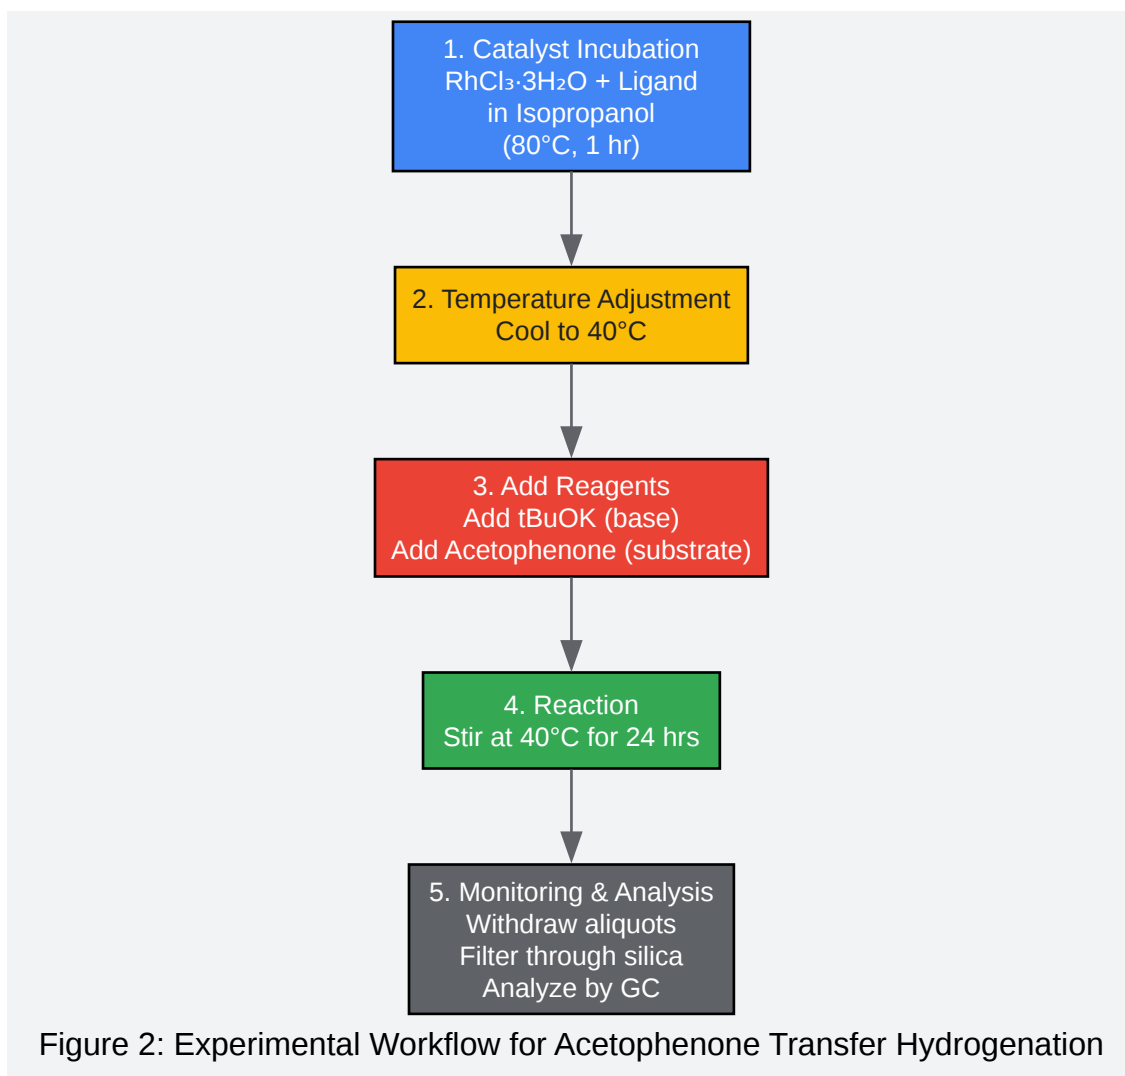 1. Catalyst Incubation
RhCl₃·3H₂O + Ligand
in Isopropanol
(80°C, 1 hr)
2. Temperature Adjustment
Cool to 40°C
3. Add Reagents
Add tBuOK (base)
Add Acetophenone (substrate)
4. Reaction
Stir at 40°C for 24 hrs
5. Monitoring & Analysis
Withdraw aliquots
Filter through silica
Analyze by GC
Figure 2: Experimental Workflow for Acetophenone Transfer Hydrogenation